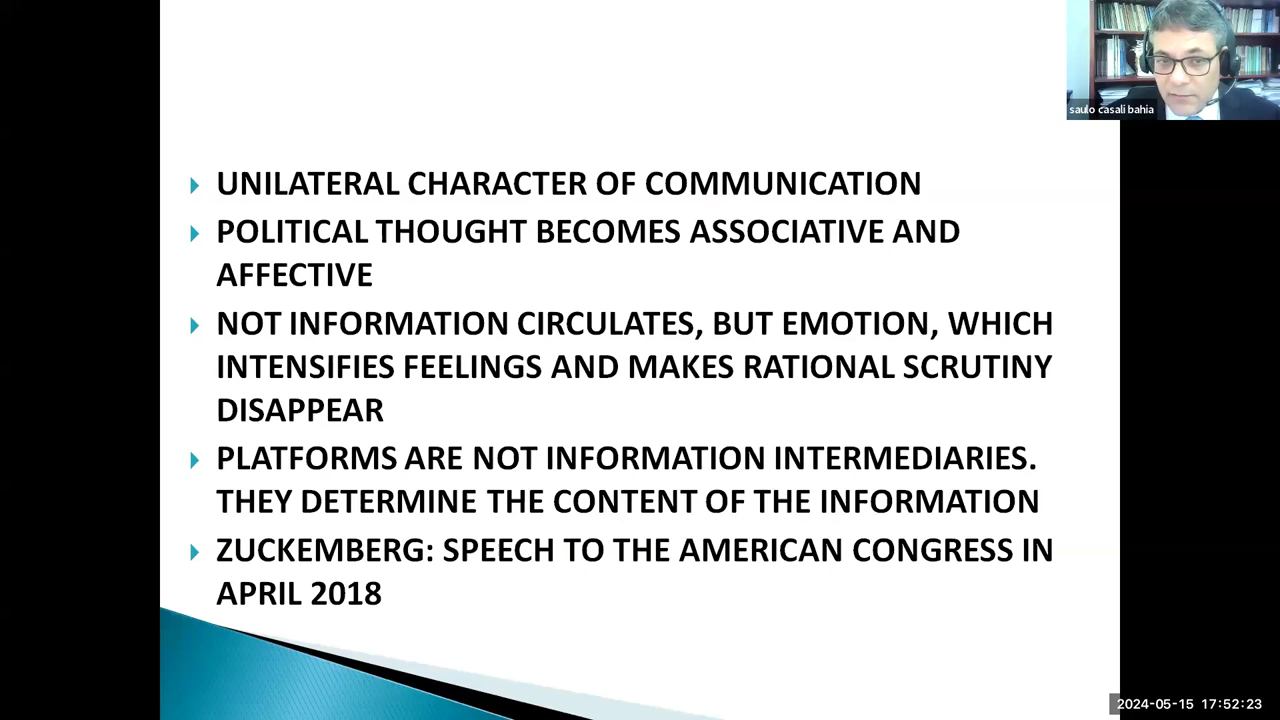 saulo casali bahia
UNILATERAL CHARACTER OF COMMUNICATION
POLITICAL THOUGHT BECOMES ASSOCIATIVE AND
AFFECTIVE
NOT INFORMATION CIRCULATES, BUT EMOTION, WHICH
INTENSIFIES FEELINGS AND MAKES RATIONAL SCRUTINY
DISAPPEAR
PLATFORMS ARE NOT INFORMATION INTERMEDIARIES.
THEY DETERMINE THE CONTENT OF THE INFORMATION
ZUCKEMBERG: SPEECH TO THE AMERICAN CONGRESS IN
APRIL 2018
2024-05-15 17:52:23